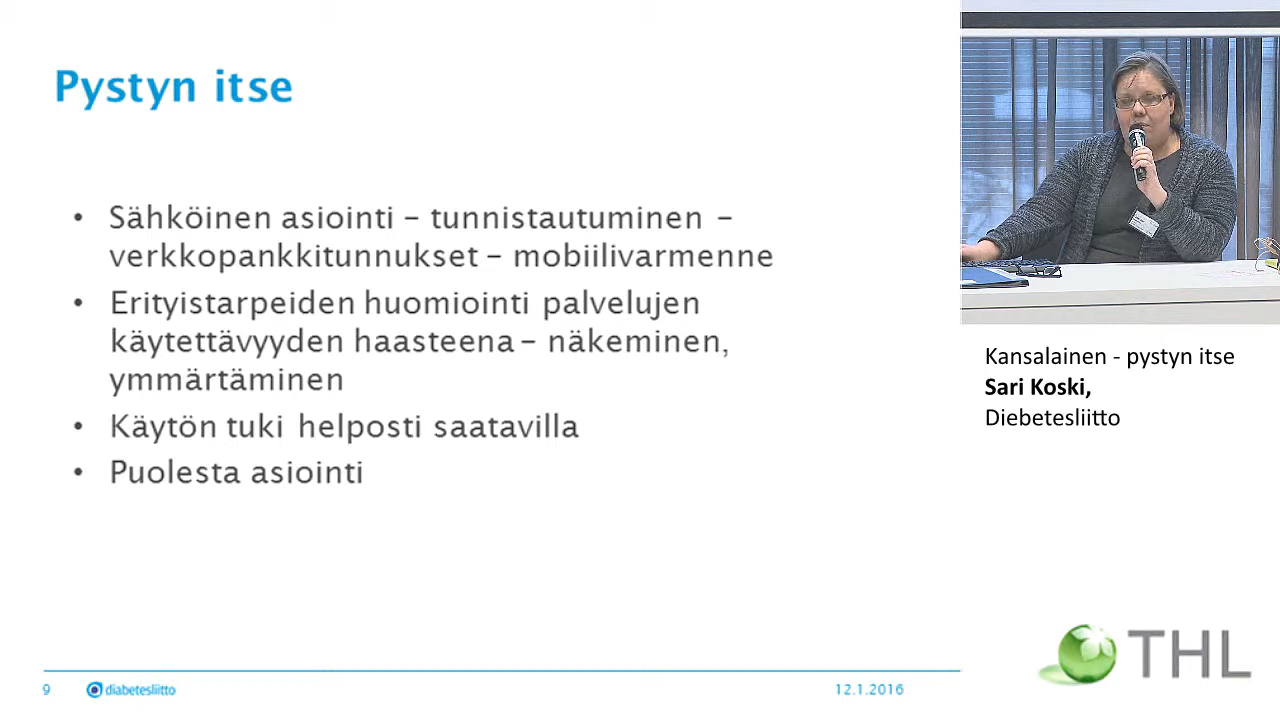 Pystyn itse
• Sähköinen asiointi – tunnistautuminen –
verkkopankkitunnukset – mobiilivarmenne
• Erityistarpeiden huomiointi palvelujen
käytettävyyden haasteena – näkeminen,
ymmärtäminen
• Käytön tuki helposti saatavilla
• Puolesta asiointi
9
diabetesliitto
12.1.2016
Kansalainen - pystyn itse
Sari Koski,
Diebetesliitto
THL